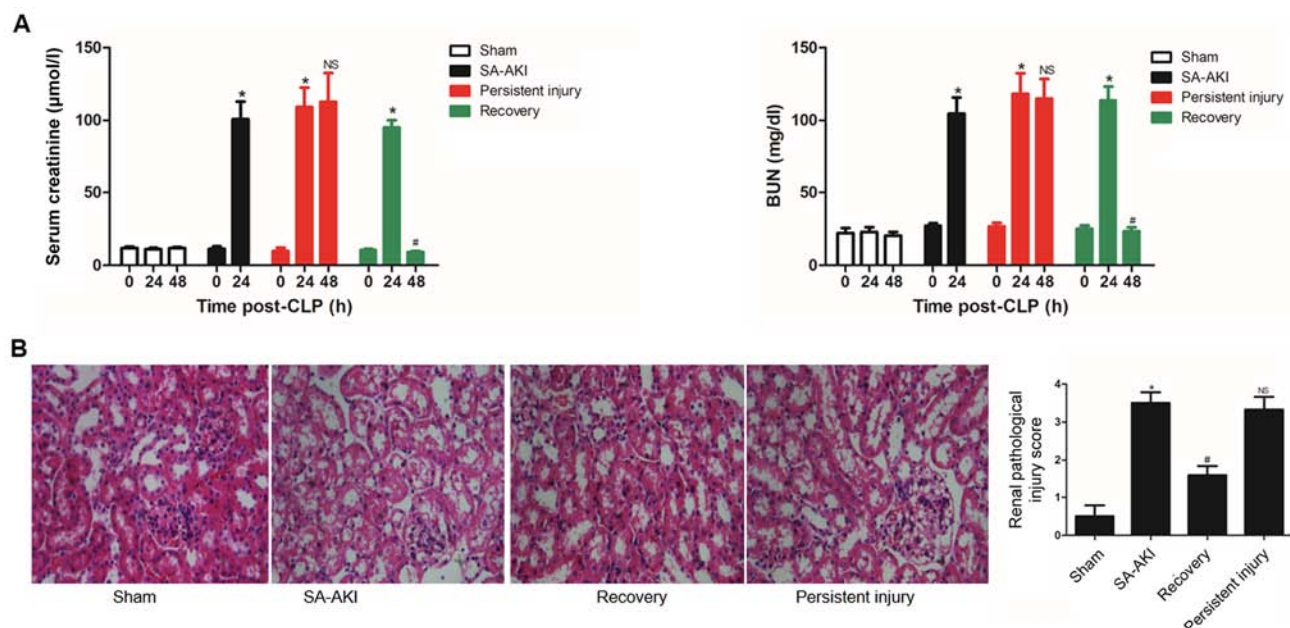 A
Serum creatinine (µmol/l)
150
100
50
0
*
*
NS
*
#
Sham
SA-AKI
Persistent injury
Recovery
0 24 48 0 24 0 24 48 0 24 48
Time post-CLP (h)
BUN (mg/dl)
150
100
50
0
*
*
NS
*
#
Sham
SA-AKI
Persistent injury
Recovery
0 24 48 0 24 0 24 48 0 24 48
Time post-CLP (h)
B
Sham SA-AKI Recovery Persistent injury
Renal pathological
injury score
4
3
2
1
0
*
#
NS
Sham
SA-AKI
Recovery
Persistent injury